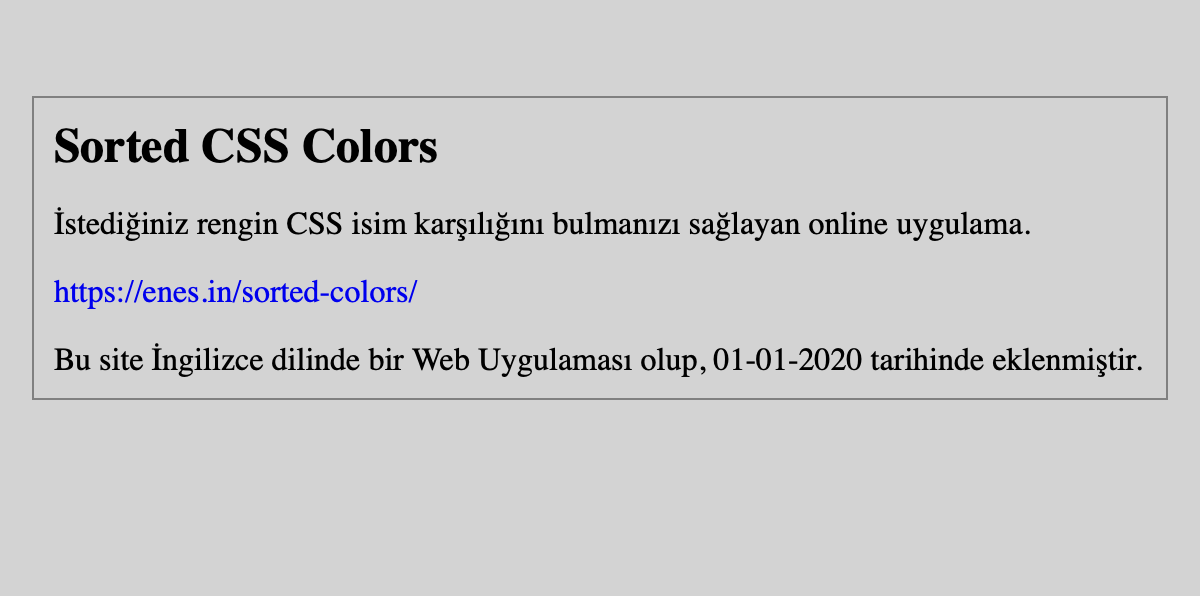 Sorted CSS Colors
İstediğiniz rengin CSS isim karşılığını bulmanızı sağlayan online uygulama.
https://enes.in/sorted-colors/
Bu site İngilizce dilinde bir Web Uygulaması olup, 01-01-2020 tarihinde eklenmiştir.